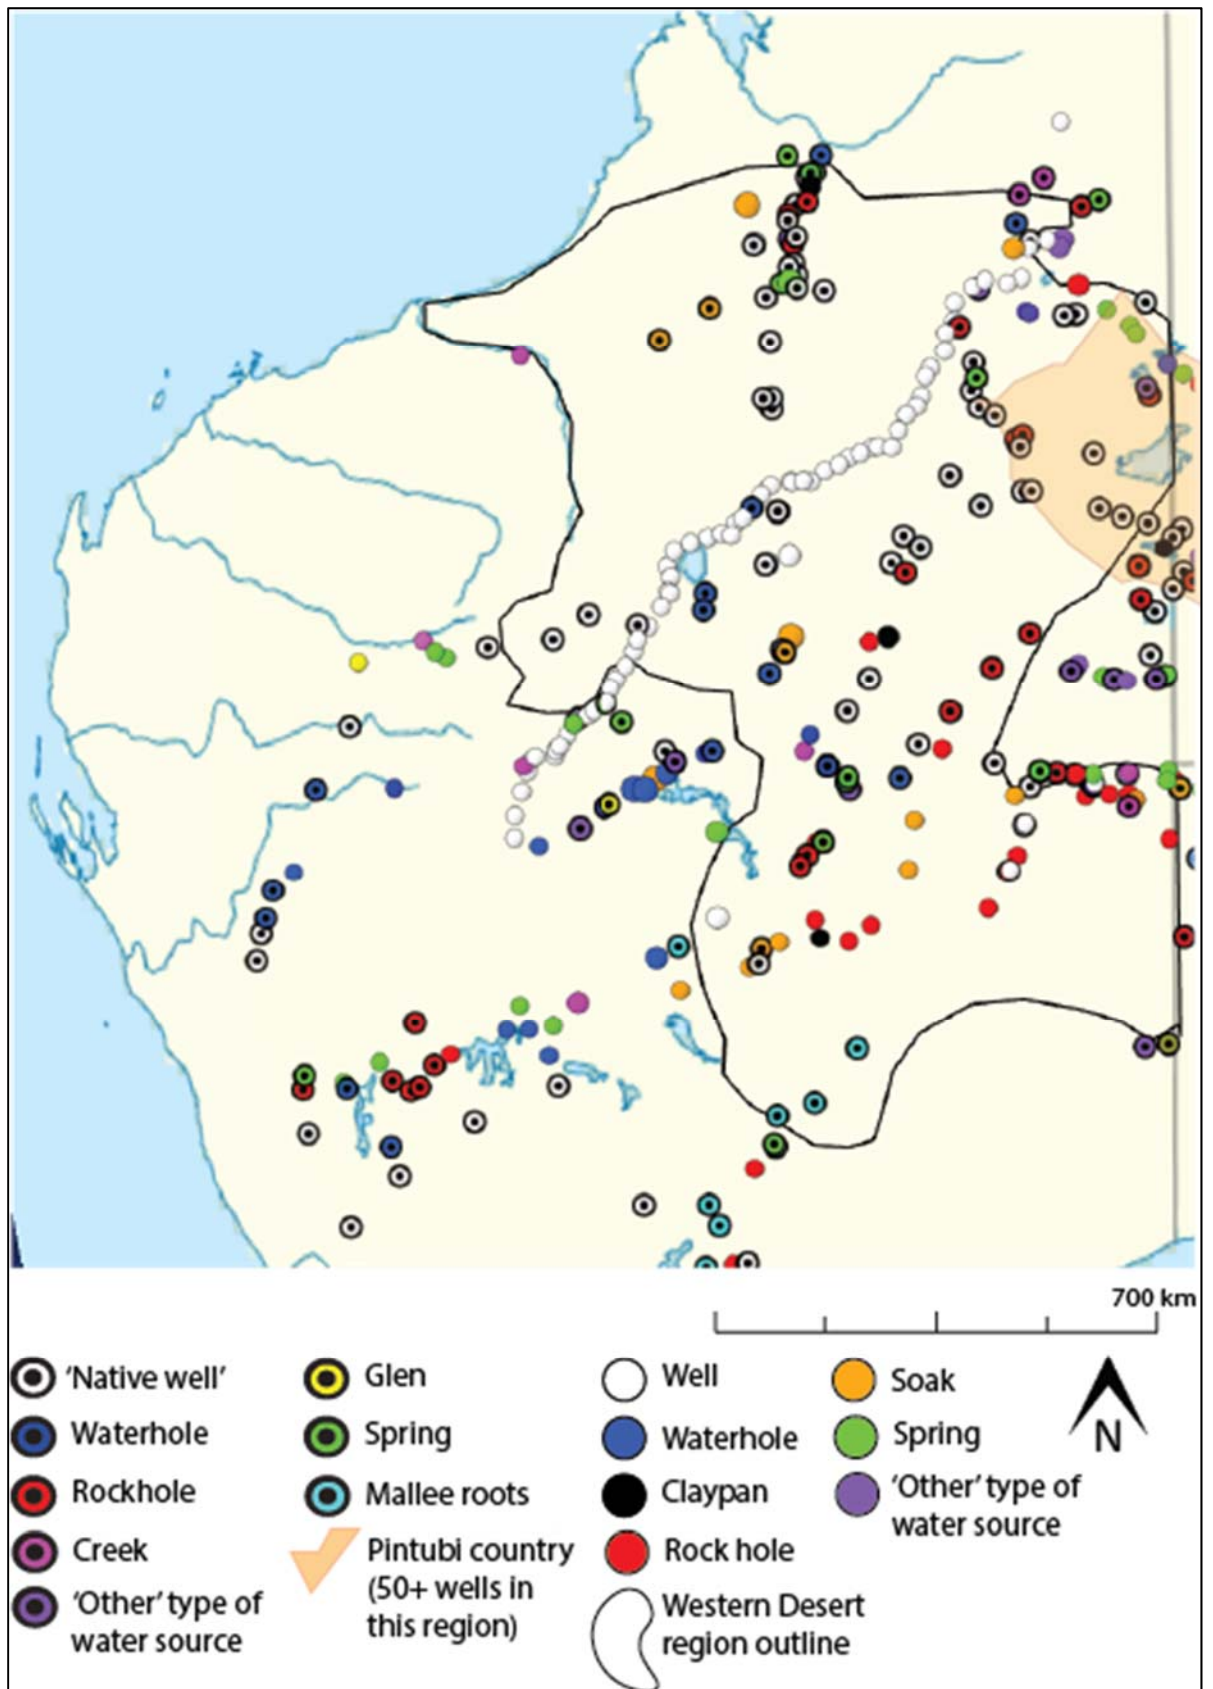 700 km
'Native well'
Glen
Well
Soak
Waterhole
Spring
Waterhole
Spring
N
Rockhole
Mallee roots
Claypan
'Other' type of
water source
Creek
Pintubi country
(50+ wells in
this region)
Rock hole
'Other' type of
water source
Western Desert
region outline